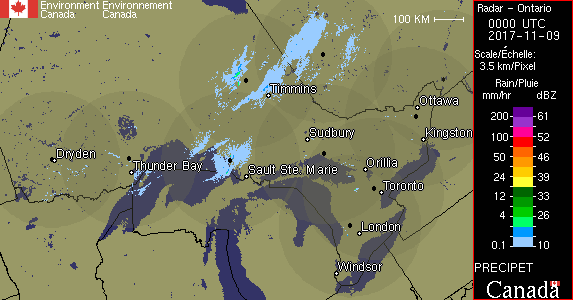 Environment Environnement
Canada Canada
100 KM
Timmins
Ottawa
Sudbury
Kingston
Dryden
Thunder Bay
Sault Ste. Marie
Orillia
Toronto
London
Windsor
Radar - Ontario
0000 UTC
2017-11-09
Scale/Échelle:
3.5 km/Pixel
Rain/Pluie
mm/hr dBZ
200 61
100 52
50 46
24 39
12 33
4 26
0.1 10
PRECIPET
Canada